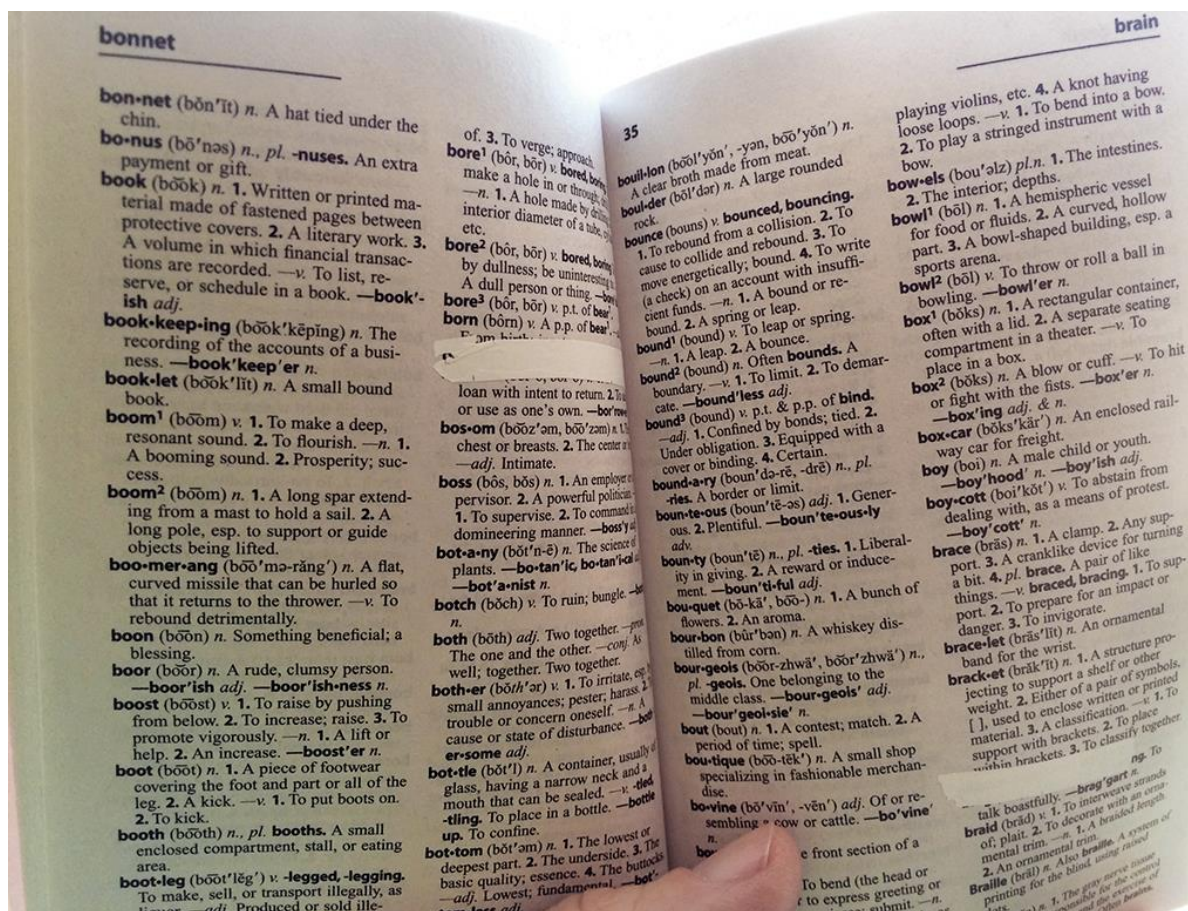 bonnet
bon•net (bŏn′ĭt) n. A hat tied under the
chin.
bo•nus (bō′nəs) n., pl. -nuses. An extra
payment or gift.
book (bo͝ok) n. 1. Written or printed ma-
terial made of fastened pages between
protective covers. 2. A literary work. 3.
A volume in which financial transac-
tions are recorded. —v. To list, re-
serve, or schedule in a book. —book′-
ish adj.
book•keep•ing (bo͝ok′kēpĭng) n. The
recording of the accounts of a busi-
ness. —book′keep′er n.
book•let (bo͝ok′lĭt) n. A small bound
book.
boom¹ (bo͞om) v. 1. To make a deep,
resonant sound. 2. To flourish. —n. 1.
A booming sound. 2. Prosperity; suc-
cess.
boom² (bo͞om) n. 1. A long spar extend-
ing from a mast to hold a sail. 2. A
long pole, esp. to support or guide
objects being lifted.
boo•mer•ang (bo͞o′mə-răng′) n. A flat,
curved missile that can be hurled so
that it returns to the thrower. —v. To
rebound detrimentally.
boon (bo͞on) n. Something beneficial; a
blessing.
boor (bo͝or) n. A rude, clumsy person.
—boor′ish adj. —boor′ish•ness n.
boost (bo͞ost) v. 1. To raise by pushing
from below. 2. To increase; raise. 3. To
promote vigorously. —n. 1. A lift or
help. 2. An increase. —boost′er n.
boot (bo͞ot) n. 1. A piece of footwear
covering the foot and part or all of the
leg. 2. A kick. —v. 1. To put boots on.
2. To kick.
booth (bo͞oth) n., pl. booths. A small
enclosed compartment, stall, or eating
area.
boot•leg (bo͞ot′lĕg′) v. -legged, -legging.
To make, sell, or transport illegally, as
adj. Produced or sold ille-
of. 3. To verge; approach.
bore¹ (bôr, bōr) v. bored, boring.
make a hole in or through;
—n. 1. A hole made by drilling
interior diameter of a tube,
etc.
bore² (bôr, bōr) v. bored, boring
by dullness; be uninteresting
A dull person or thing.
bore³ (bôr, bōr) v. p.t. of bear¹.
born (bôrn) v. A p.p. of bear¹.
loan with intent to return. 2.
or use as one's own.
bos•om (bo͝oz′əm, bo͞o′zəm) n.
chest or breasts. 2. The center
—adj. Intimate.
boss (bôs, bŏs) n. 1. An employer
pervisor. 2. A powerful politician.
1. To supervise. 2. To command
domineering manner. —boss′y
bot•a•ny (bŏt′n-ē) n. The science of
plants. —bo•tan′ic, bo•tan′i•cal
—bot′a•nist n.
botch (bŏch) v. To ruin; bungle.
n.
both (bōth) adj. Two together.
The one and the other. —conj. As
well; together. Two together.
both•er (bŏth′ər) v. 1. To irritate, esp.
small annoyances; pester; harass. 2.
trouble or concern oneself. —n. A
cause or state of disturbance. —both
er•some adj.
bot•tle (bŏt′l) n. A container, usually of
glass, having a narrow neck and a
mouth that can be sealed. —v. -tled,
-tling. To place in a bottle. —bottle
up. To confine.
bot•tom (bŏt′əm) n. 1. The lowest or
deepest part. 2. The underside. 3. The
basic quality; essence. 4. The buttocks
—adj. Lowest; fundamental. —bot′-
adj.
35
bouil•lon (bo͝ol′yŏn′, -yən, bo͞o′yŏn′) n.
A clear broth made from meat.
boul•der (bōl′dər) n. A large rounded
rock.
bounce (bouns) v. bounced, bouncing.
1. To rebound from a collision. 2. To
cause to collide and rebound. 3. To
move energetically; bound. 4. To write
(a check) on an account with insuffi-
cient funds. —n. 1. A bound or re-
bound. 2. A spring or leap.
bound¹ (bound) v. To leap or spring.
—n. 1. A leap. 2. A bounce.
bound² (bound) n. Often bounds. A
boundary. —v. 1. To limit. 2. To demar-
cate. —bound′less adj.
bound³ (bound) v. p.t. & p.p. of bind.
—adj. 1. Confined by bonds; tied. 2.
Under obligation. 3. Equipped with a
cover or binding. 4. Certain.
bound•a•ry (boun′də-rē, -drē) n., pl.
-ries. A border or limit.
boun•te•ous (boun′tē-əs) adj. 1. Gener-
ous. 2. Plentiful. —boun′te•ous•ly
adv.
boun•ty (boun′tē) n., pl. -ties. 1. Liberal-
ity in giving. 2. A reward or induce-
ment. —boun′ti•ful adj.
bou•quet (bō-kā′, bo͞o-) n. 1. A bunch of
flowers. 2. An aroma.
bour•bon (bûr′bən) n. A whiskey dis-
tilled from corn.
bour•geois (bo͝or-zhwä′, bo͝or′zhwä′) n.,
pl. -geois. One belonging to the
middle class. —bour•geois′ adj.
—bour′geoi•sie′ n.
bout (bout) n. 1. A contest; match. 2. A
period of time; spell.
bou•tique (bo͞o-tēk′) n. A small shop
specializing in fashionable merchan-
dise.
bo•vine (bō′vīn′, -vēn′) adj. Of or re-
sembling a cow or cattle. —bo′vine′
n.
e front section of a
To bend (the head or
to express greeting or
submit. —n.
brain
playing violins, etc. 4. A knot having
loose loops. —v. 1. To bend into a bow.
2. To play a stringed instrument with a
bow.
bow•els (bou′əlz) pl.n. 1. The intestines.
2. The interior; depths.
bowl¹ (bōl) n. 1. A hemispheric vessel
for food or fluids. 2. A curved, hollow
part. 3. A bowl-shaped building, esp. a
sports arena.
bowl² (bōl) v. To throw or roll a ball in
bowling. —bowl′er n.
box¹ (bŏks) n. 1. A rectangular container,
often with a lid. 2. A separate seating
compartment in a theater. —v. To
place in a box.
box² (bŏks) n. A blow or cuff. —v. To hit
or fight with the fists. —box′er n.
—box′ing adj. & n.
box•car (bŏks′kär′) n. An enclosed rail-
way car for freight.
boy (boi) n. A male child or youth.
—boy′hood′ n. —boy′ish adj.
boy•cott (boi′kŏt′) v. To abstain from
dealing with, as a means of protest.
—boy′cott′ n.
brace (brās) n. 1. A clamp. 2. Any sup-
port. 3. A cranklike device for turning
a bit. 4. pl. brace. A pair of like
things. —v. braced, bracing. 1. To sup-
port. 2. To prepare for an impact or
danger. 3. To invigorate.
brace•let (brās′lĭt) n. An ornamental
band for the wrist.
brack•et (brăk′ĭt) n. 1. A structure pro-
jecting to support a shelf or other
weight. 2. Either of a pair of symbols,
[ ], used to enclose written or printed
material. 3. A classification. —v. 1. To
support with brackets. 2. To place
within brackets. 3. To classify together.
ng. To
talk boastfully. —brag′gart n.
braid (brād) v. 1. To interweave strands
of; plait. 2. To decorate with an orna-
mental trim. —n. 1. A braided length.
2. An ornamental trim.
Braille (brāl) n. Also braille. A system of
printing for the blind, using raised
n. 1. The gray nerve tissue